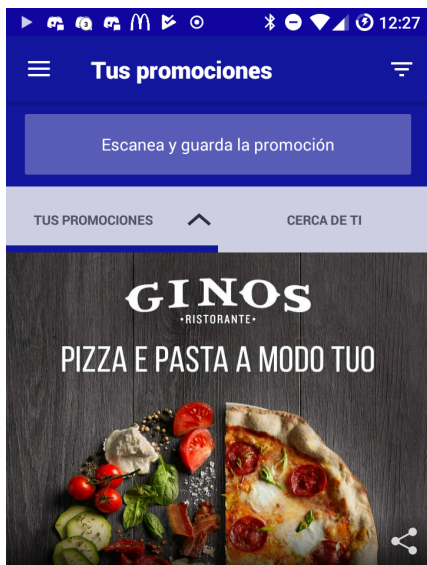 12:27
Tus promociones
Escanea y guarda la promoción
TUS PROMOCIONES
CERCA DE TI
GINOS
•RISTORANTE•
PIZZA E PASTA A MODO TUO